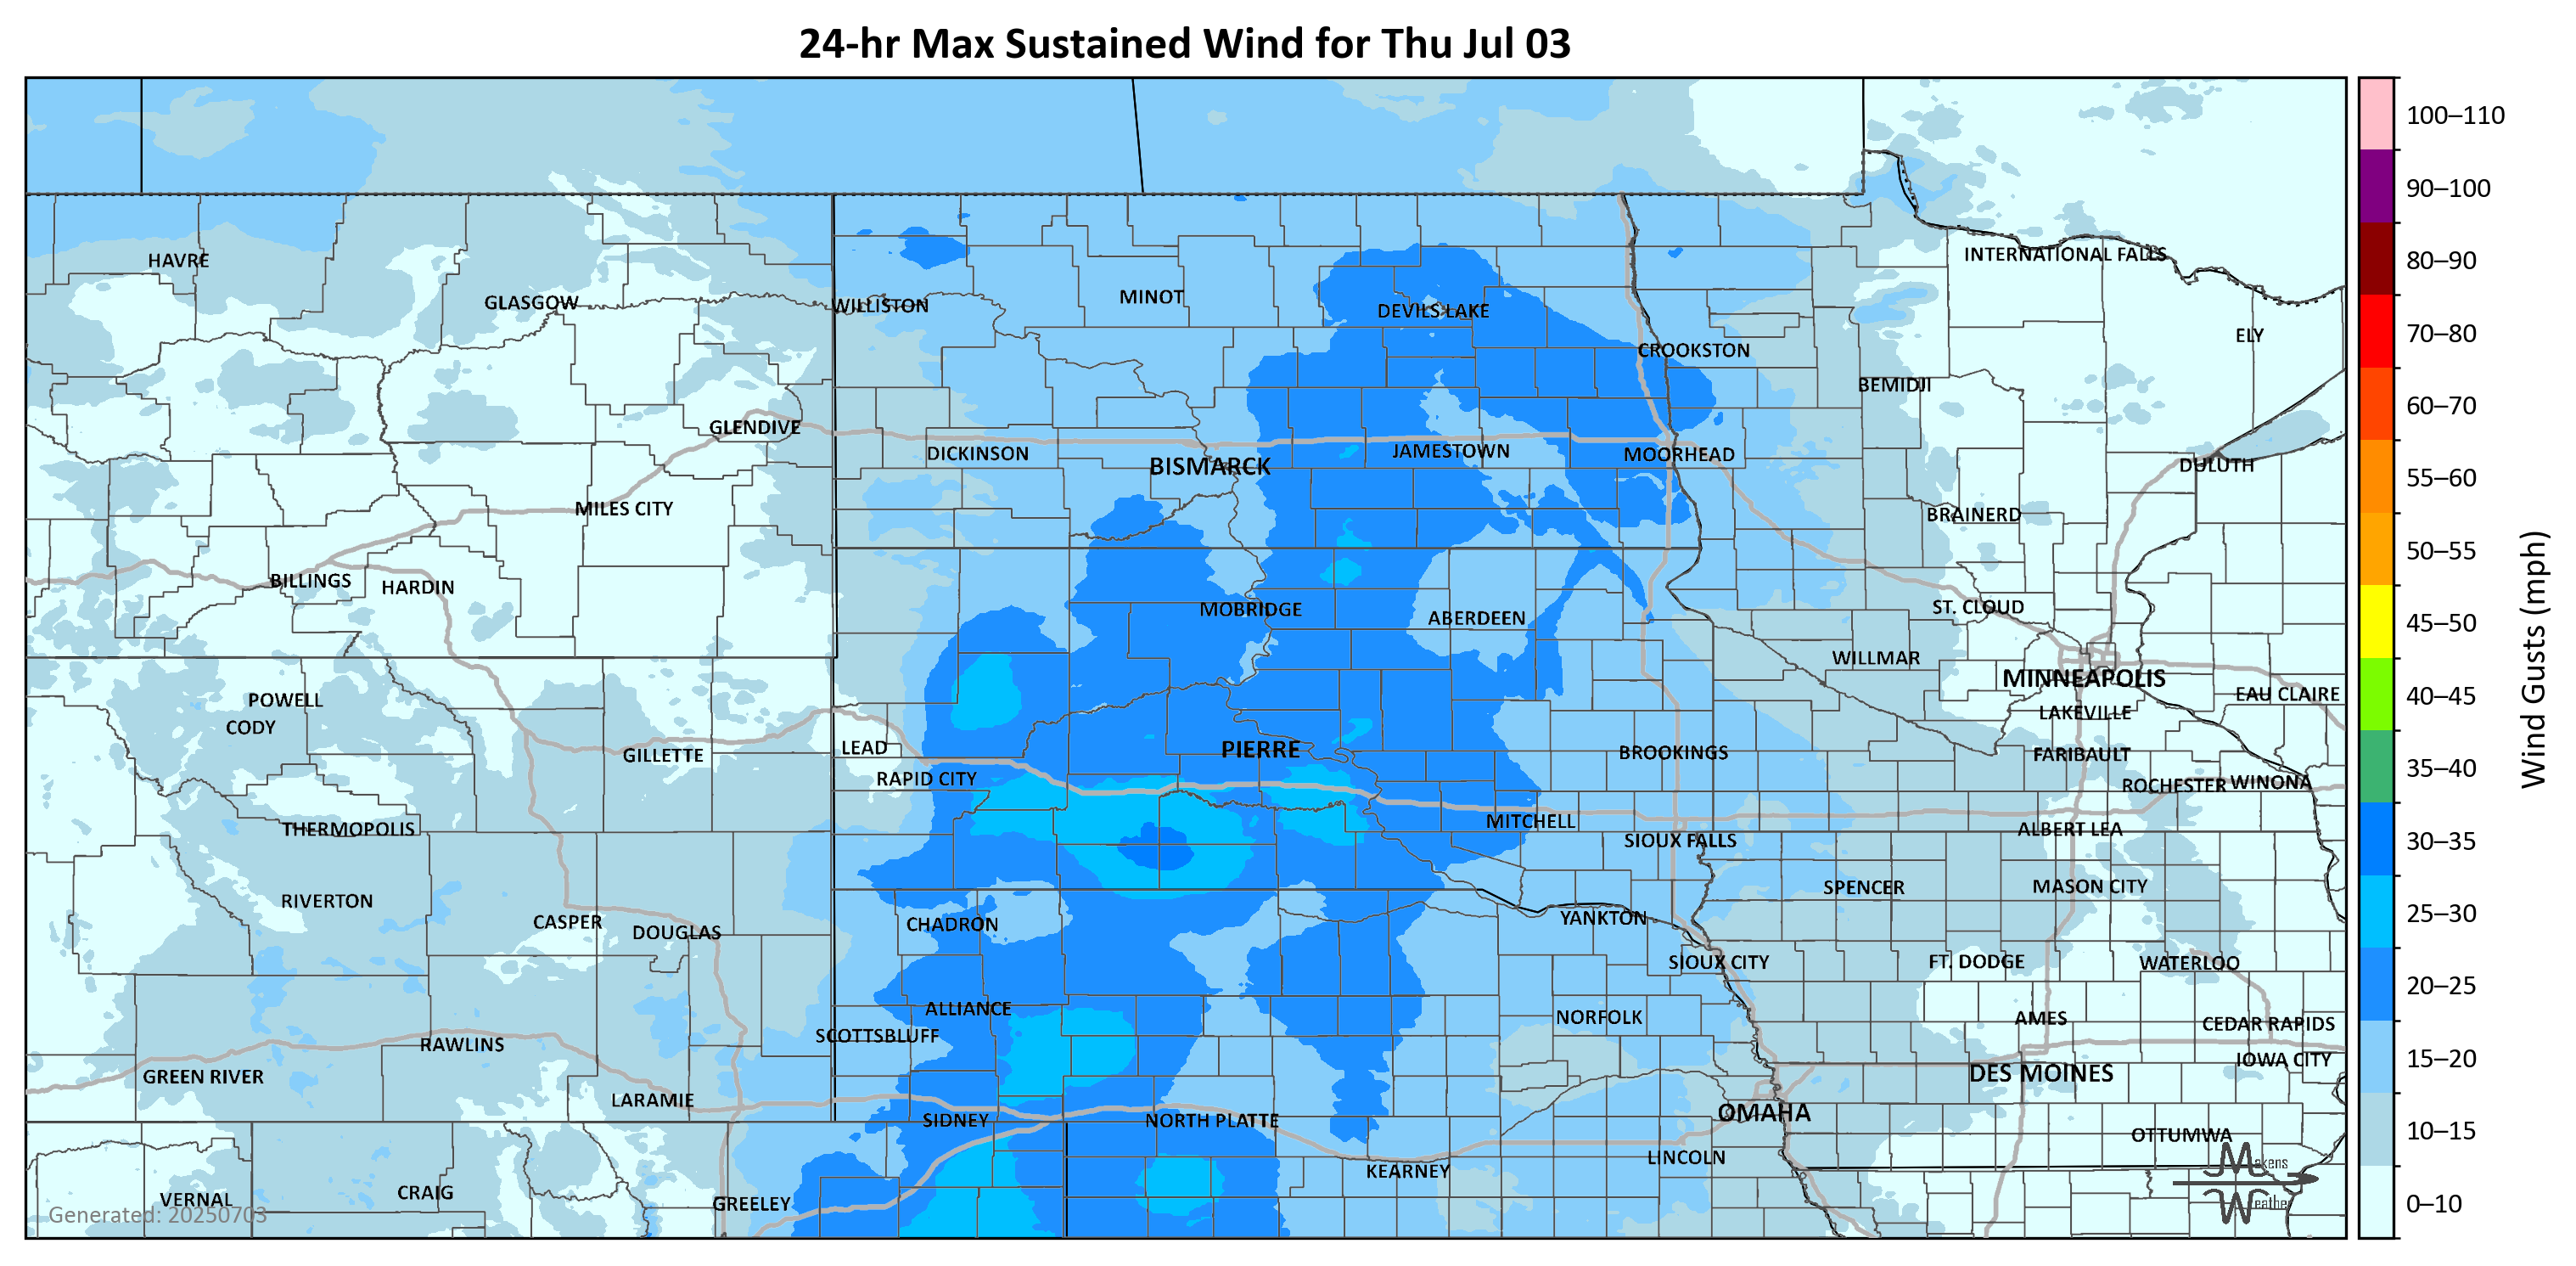 24-hr Max Sustained Wind for Thu Jul 03
100–110
90–100
80–90
70–80
60–70
55–60
50–55
45–50
40–45
35–40
30–35
25–30
20–25
15–20
10–15
0–10
Wind Gusts (mph)
INTERNATIONAL FALLS
HAVRE
MINOT
GLASGOW
WILLISTON
DEVILS LAKE
ELY
CROOKSTON
BEMIDJI
GLENDIVE
DICKINSON
JAMESTOWN
MOORHEAD
BISMARCK
DULUTH
MILES CITY
BRAINERD
BILLINGS
HARDIN
MOBRIDGE
ABERDEEN
ST. CLOUD
WILLMAR
MINNEAPOLIS
EAU CLAIRE
POWELL
LAKEVILLE
CODY
LEAD
PIERRE
BROOKINGS
GILLETTE
FARIBAULT
RAPID CITY
ROCHESTER
WINONA
MITCHELL
THERMOPOLIS
ALBERT LEA
SIOUX FALLS
SPENCER
MASON CITY
RIVERTON
CASPER
CHADRON
YANKTON
DOUGLAS
SIOUX CITY
FT. DODGE
WATERLOO
ALLIANCE
NORFOLK
AMES
CEDAR RAPIDS
SCOTTSBLUFF
RAWLINS
IOWA CITY
GREEN RIVER
DES MOINES
LARAMIE
OMAHA
SIDNEY
NORTH PLATTE
OTTUMWA
LINCOLN
KEARNEY
Makens
Weather
VERNAL
CRAIG
GREELEY
Generated: 20250703